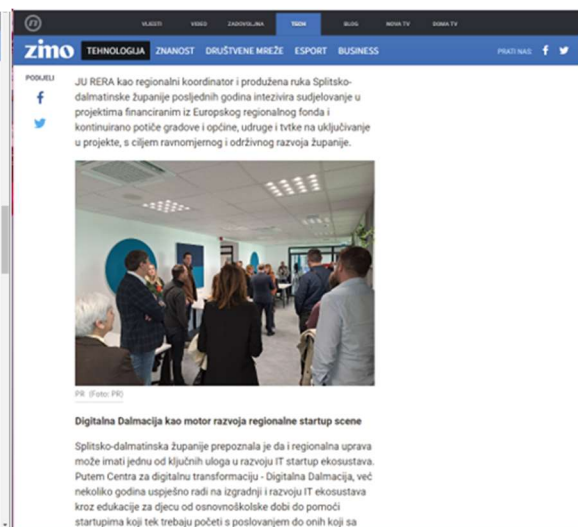 VIJESTI VIDEO ZADOVOLJNA TECH BLOG NOVA TV DOMA TV
zimo TEHNOLOGIJA ZNANOST DRUŠTVENE MREŽE ESPORT BUSINESS PRATI NAS
PODIJELI
JU RERA kao regionalni koordinator i produžena ruka Splitsko-
dalmatinske županije posljednih godina intezivira sudjelovanje u
projektima financiranim iz Europskog regionalnog fonda i
kontinuirano potiče gradove i općine, udruge i tvtke na uključivanje
u projekte, s ciljem ravnomjernog i održivnog razvoja županije.
PR (Foto: PR)
Digitalna Dalmacija kao motor razvoja regionalne startup scene
Splitsko-dalmatinska županije prepoznala je da i regionalna uprava
može imati jednu od ključnih uloga u razvoju IT startup ekosustava.
Putem Centra za digitalnu transformaciju - Digitalna Dalmacija, već
nekoliko godina uspješno radi na izgradnji i razvoju IT ekosustava
kroz edukacije za djecu od osnovnoškolske dobi do pomoći
startupima koji tek trebaju početi s poslovanjem do onih koji sa